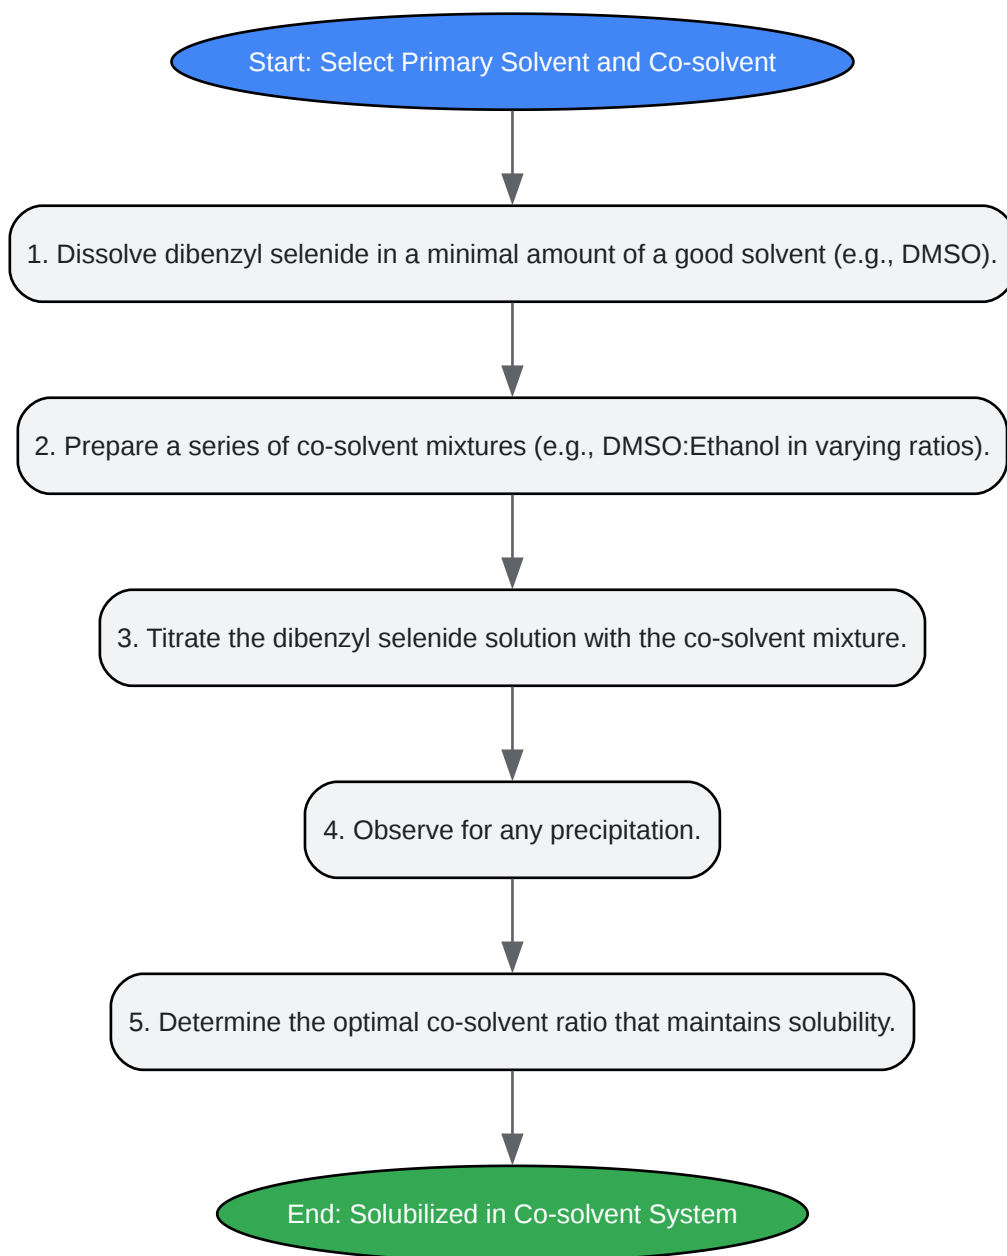 Start: Select Primary Solvent and Co-solvent
1. Dissolve dibenzyl selenide in a minimal amount of a good solvent (e.g., DMSO).
2. Prepare a series of co-solvent mixtures (e.g., DMSO:Ethanol in varying ratios).
3. Titrate the dibenzyl selenide solution with the co-solvent mixture.
4. Observe for any precipitation.
5. Determine the optimal co-solvent ratio that maintains solubility.
End: Solubilized in Co-solvent System